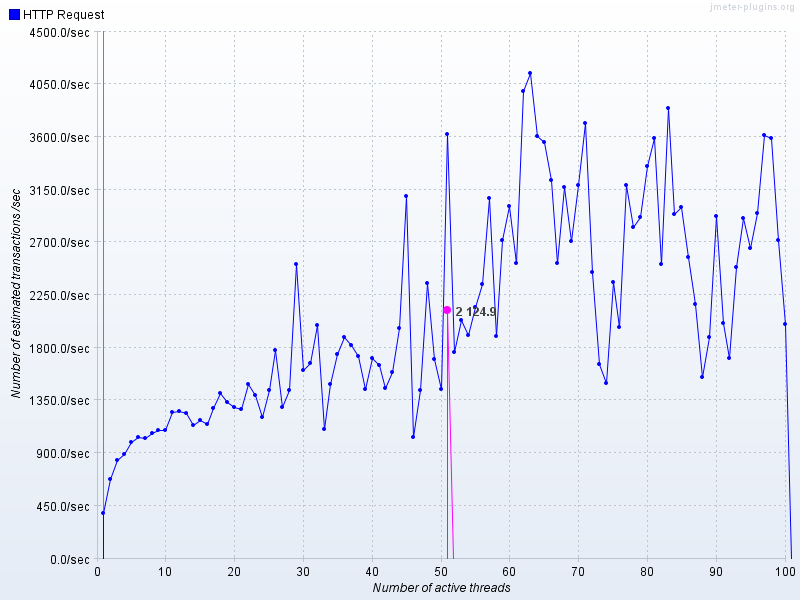 jmeter-plugins.org
HTTP Request
4500.0/sec
4050.0/sec
3600.0/sec
3150.0/sec
2700.0/sec
2250.0/sec
1800.0/sec
1350.0/sec
900.0/sec
450.0/sec
0.0/sec
Number of estimated transactions /sec
2 124.9
0 10 20 30 40 50 60 70 80 90 100
Number of active threads